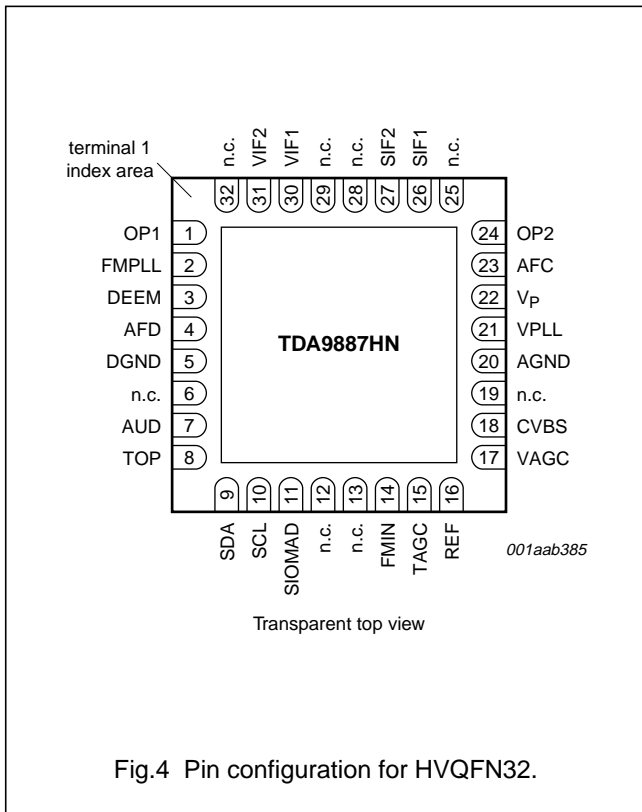 terminal 1
index area
n.c.
VIF2
VIF1
n.c.
n.c.
SIF2
SIF1
n.c.
32
31
30
29
28
27
26
25
OP1 1
FMPLL 2
DEEM 3
AFD 4
DGND 5
n.c. 6
AUD 7
TOP 8
TDA9887HN
24 OP2
23 AFC
22 VP
21 VPLL
20 AGND
19 n.c.
18 CVBS
17 VAGC
9
10
11
12
13
14
15
16
SDA
SCL
SIOMAD
n.c.
n.c.
FMIN
TAGC
REF
001aab385
Transparent top view
Fig.4 Pin configuration for HVQFN32.